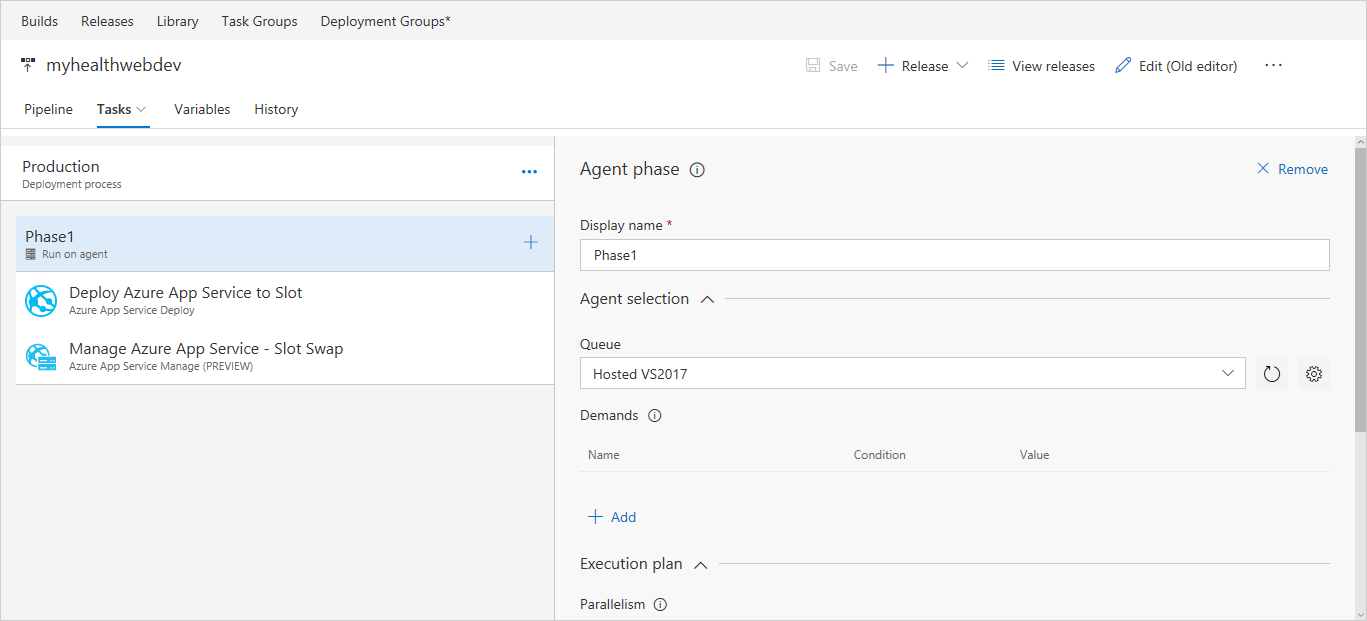 Builds Releases Library Task Groups Deployment Groups*
myhealthwebdev
Save Release View releases Edit (Old editor) ...
Pipeline Tasks Variables History
Production
Deployment process
Phase1
Run on agent
Deploy Azure App Service to Slot
Azure App Service Deploy
Manage Azure App Service - Slot Swap
Azure App Service Manage (PREVIEW)
Agent phase
Remove
Display name *
Phase1
Agent selection
Queue
Hosted VS2017
Demands
Name Condition Value
Add
Execution plan
Parallelism